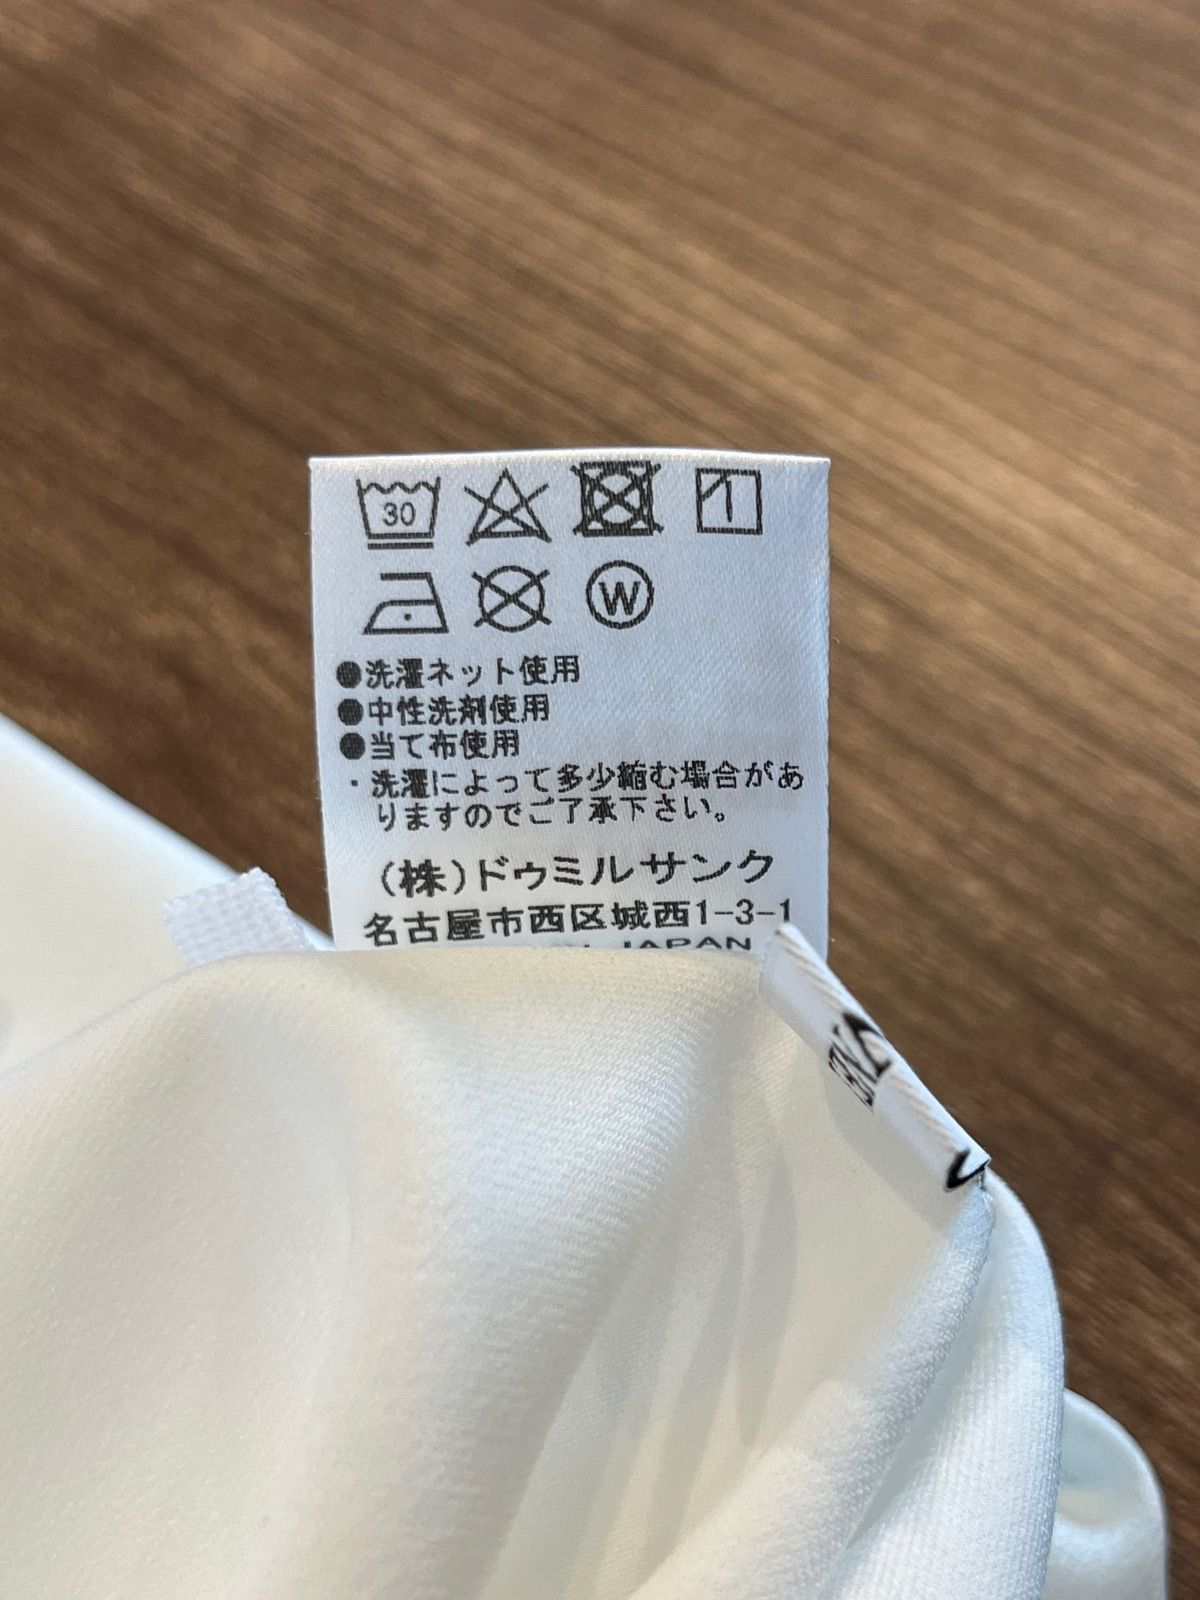 30
W
●洗濯ネット使用
●中性洗剤使用
●当て布使用
・洗濯によって多少縮む場合があ
りますのでご了承下さい。
(株)ドゥミルサンク
名古屋市西区城西1-3-1
JAPAN